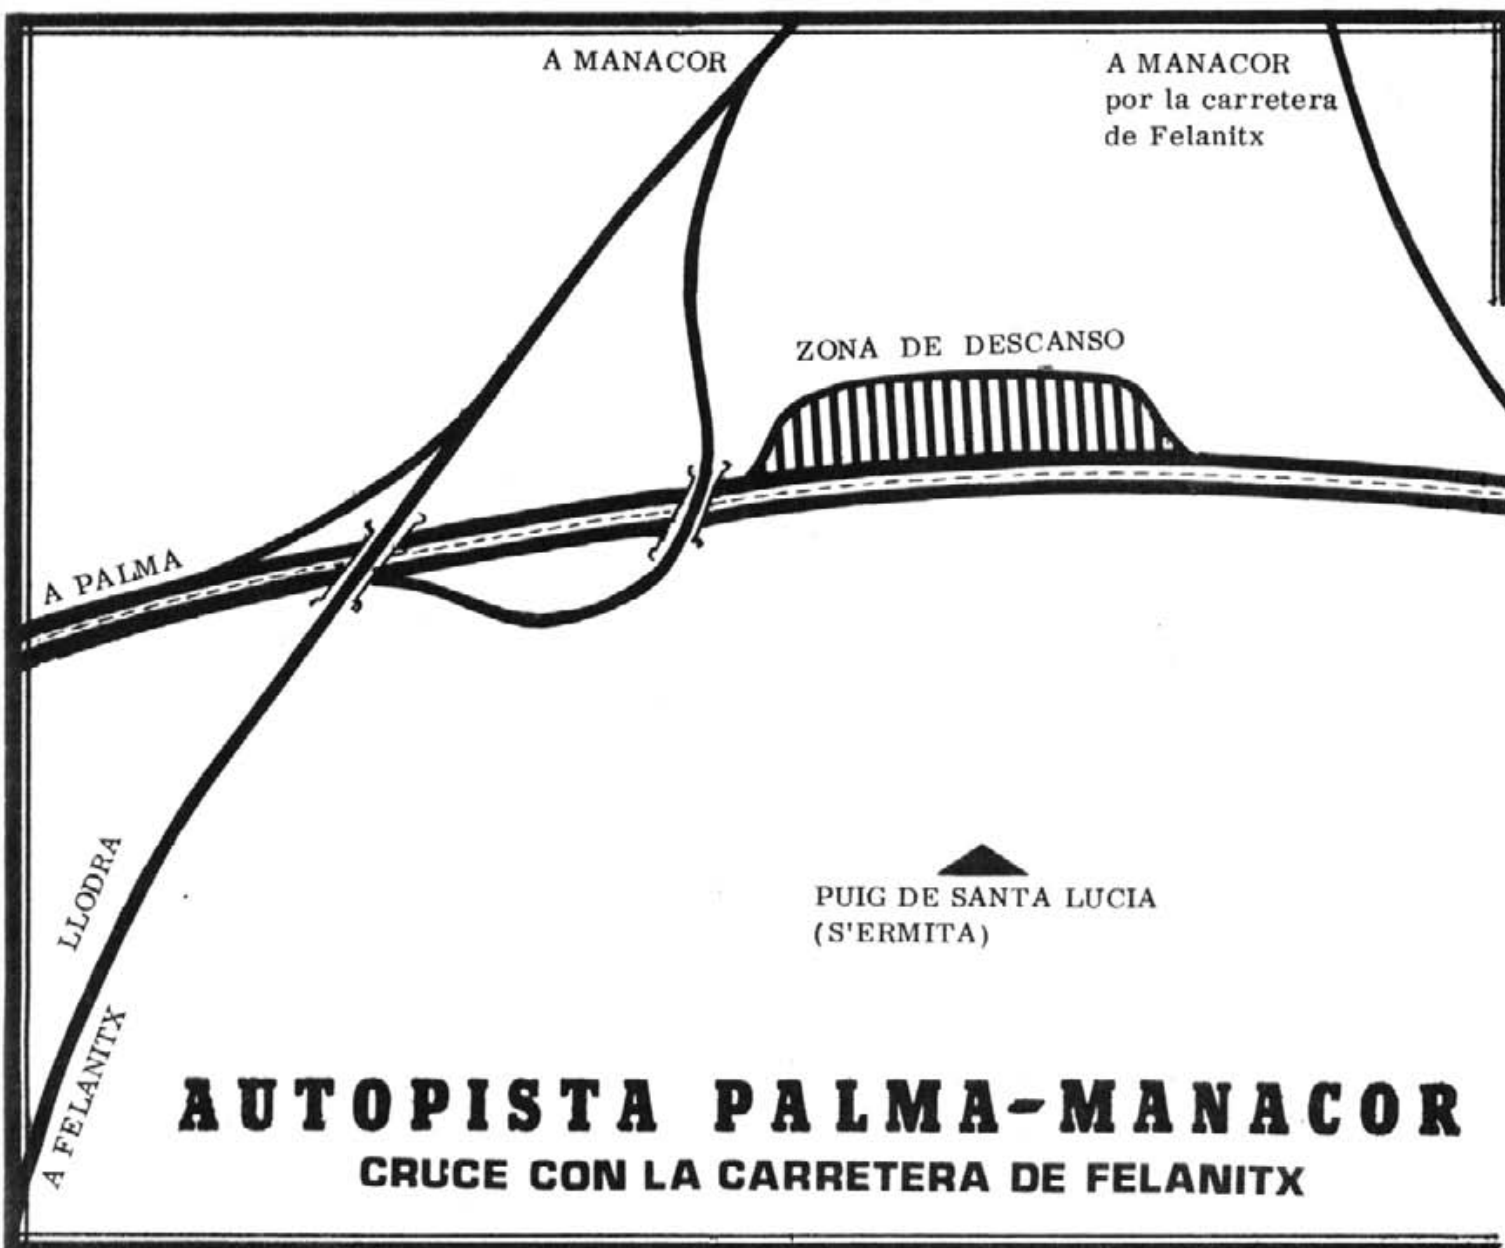 A MANACOR
A MANACOR
por la carretera
de Felanitx
ZONA DE DESCANSO
A PALMA
LLODRA
PUIG DE SANTA LUCIA
(S'ERMITA)
A FELANITX
AUTOPISTA PALMA-MANACOR
CRUCE CON LA CARRETERA DE FELANITX